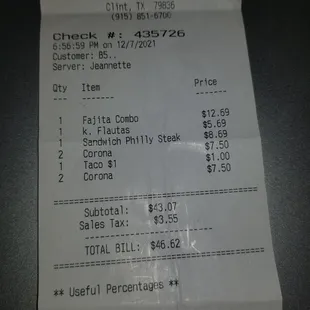 Clint, TX 79836
(915) 851-6700
Check #: 435726
6:56:59 PM on 12/7/2021
Customer: B5..
Server: Jeannette
Qty Item Price
--- ---- -------
1 Fajita Combo $12.69
1 k. Flautas $5.69
1 Sandwich Philly Steak $8.69
2 Corona $7.50
1 Taco $1 $1.00
2 Corona $7.50
Subtotal: $43.07
Sales Tax: $3.55
TOTAL BILL: $46.62
** Useful Percentages **